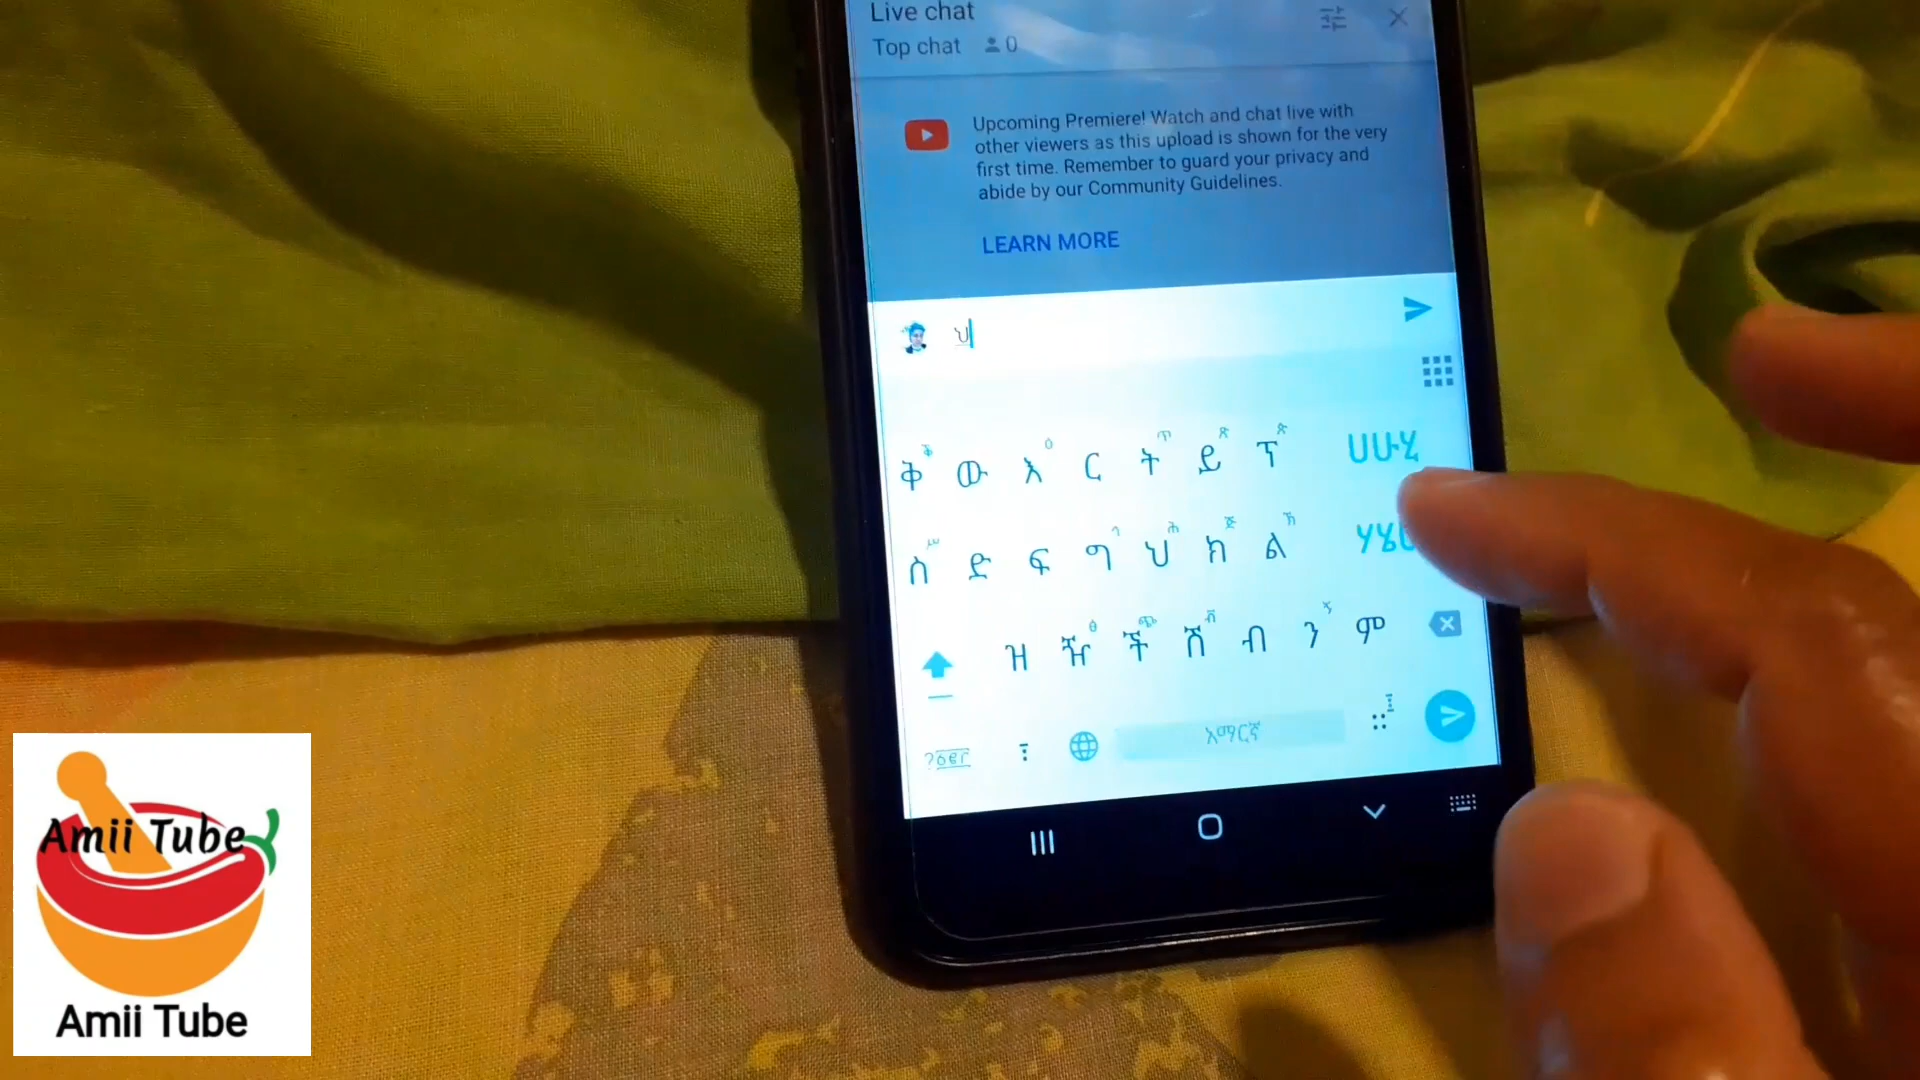 Live chat
Top chat 0
Upcoming Premiere! Watch and chat live with
other viewers as this upload is shown for the very
first time. Remember to guard your privacy and
abide by our Community Guidelines.
LEARN MORE
ህ
ቅ ው እ ር ት ይ ፕ ሀሁሂ
ስ ድ ፍ ግ ህ ክ ል
ዝ ዥ ች ሽ ብ ን ም
አማርኛ
Amii Tube
Amii Tube